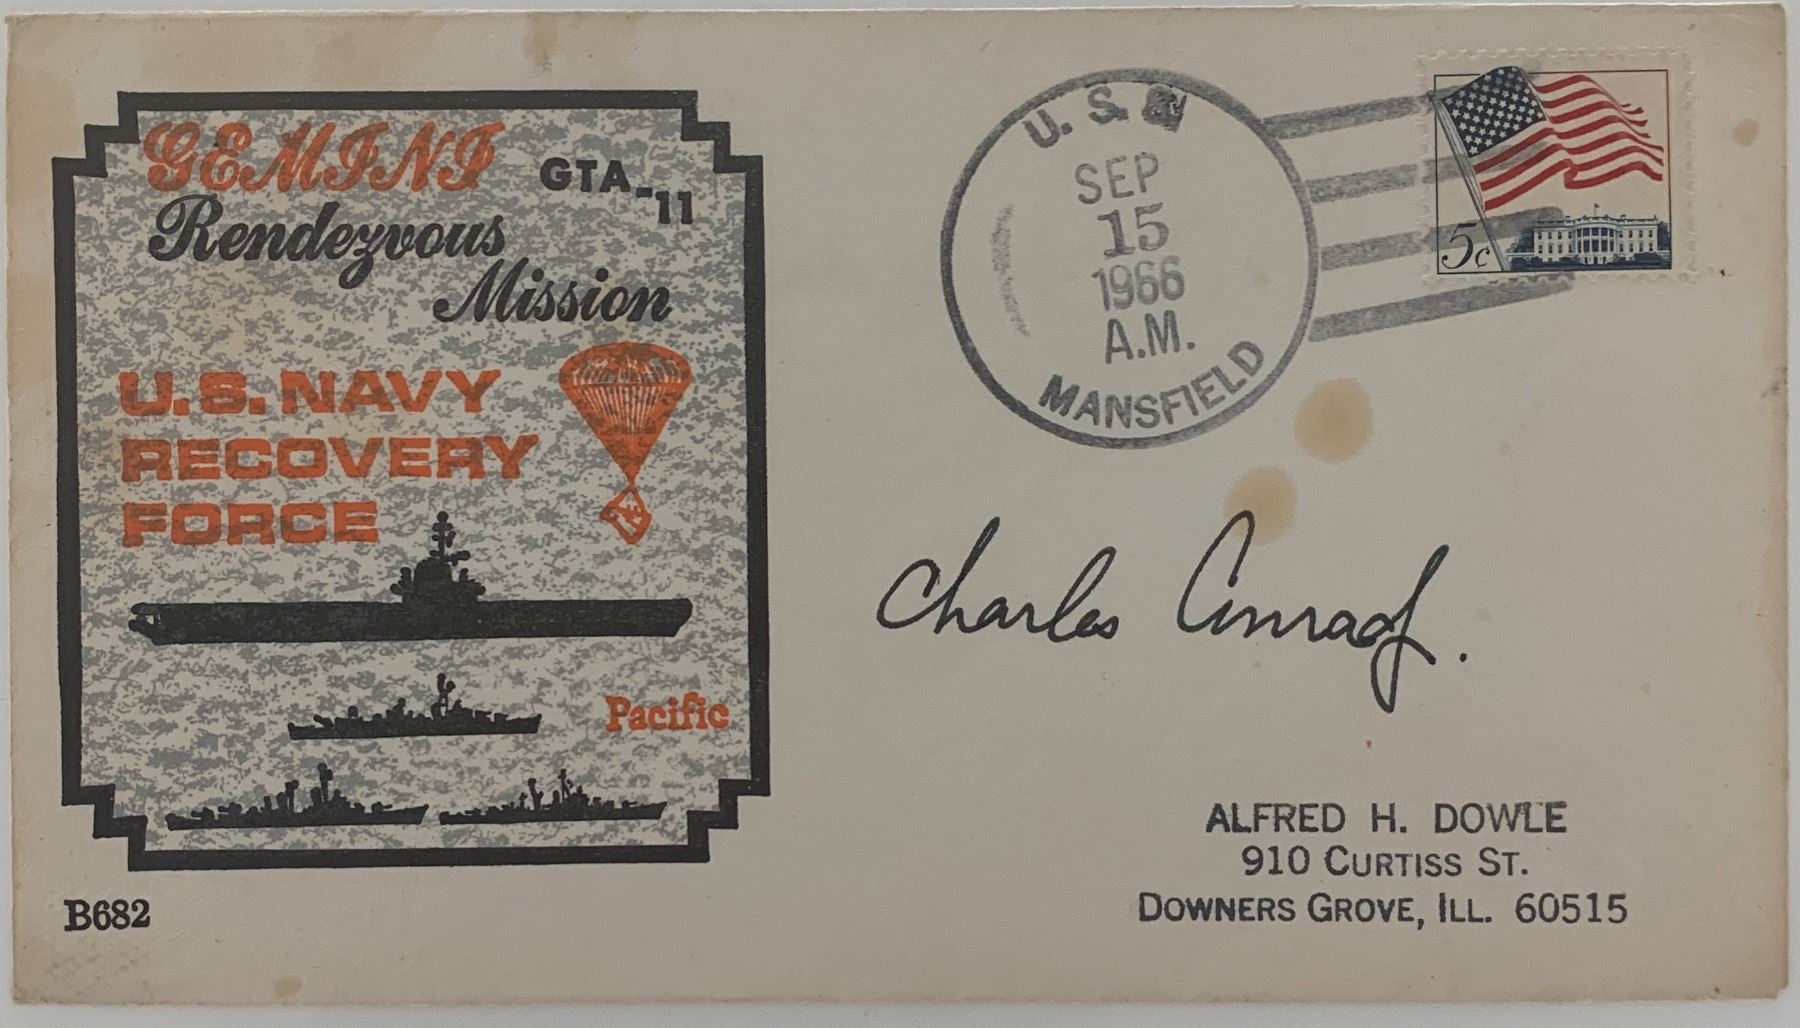 GEMINI GTA-11
Rendezvous
Mission
U.S. NAVY
RECOVERY
FORCE
Pacific
B682
U. S. S.
SEP
15
1966
A.M.
MANSFIELD
5c
Charles Conrad.
ALFRED H. DOWLE
910 CURTISS ST.
DOWNERS GROVE, ILL. 60515